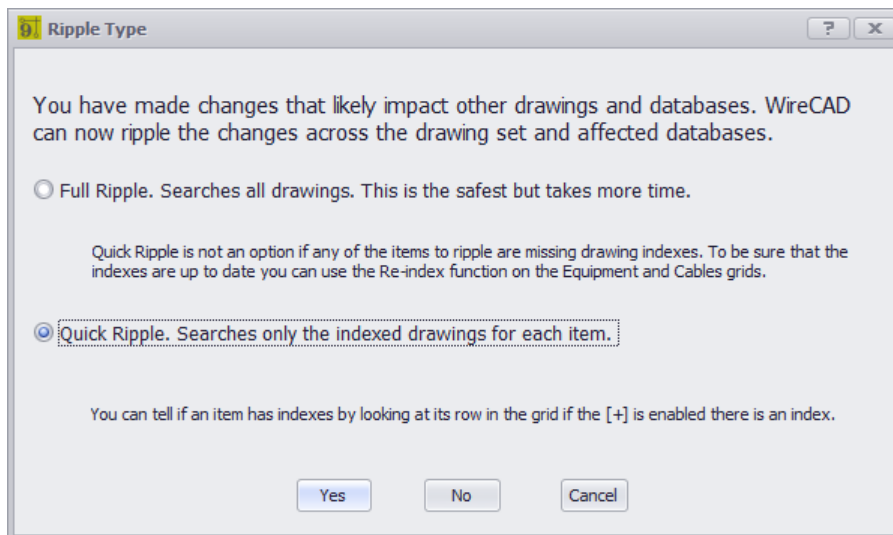 9 Ripple Type ? x
You have made changes that likely impact other drawings and databases. WireCAD
can now ripple the changes across the drawing set and affected databases.
Full Ripple. Searches all drawings. This is the safest but takes more time.
Quick Ripple is not an option if any of the items to ripple are missing drawing indexes. To be sure that the
indexes are up to date you can use the Re-index function on the Equipment and Cables grids.
Quick Ripple. Searches only the indexed drawings for each item.
You can tell if an item has indexes by looking at its row in the grid if the [+] is enabled there is an index.
Yes No Cancel